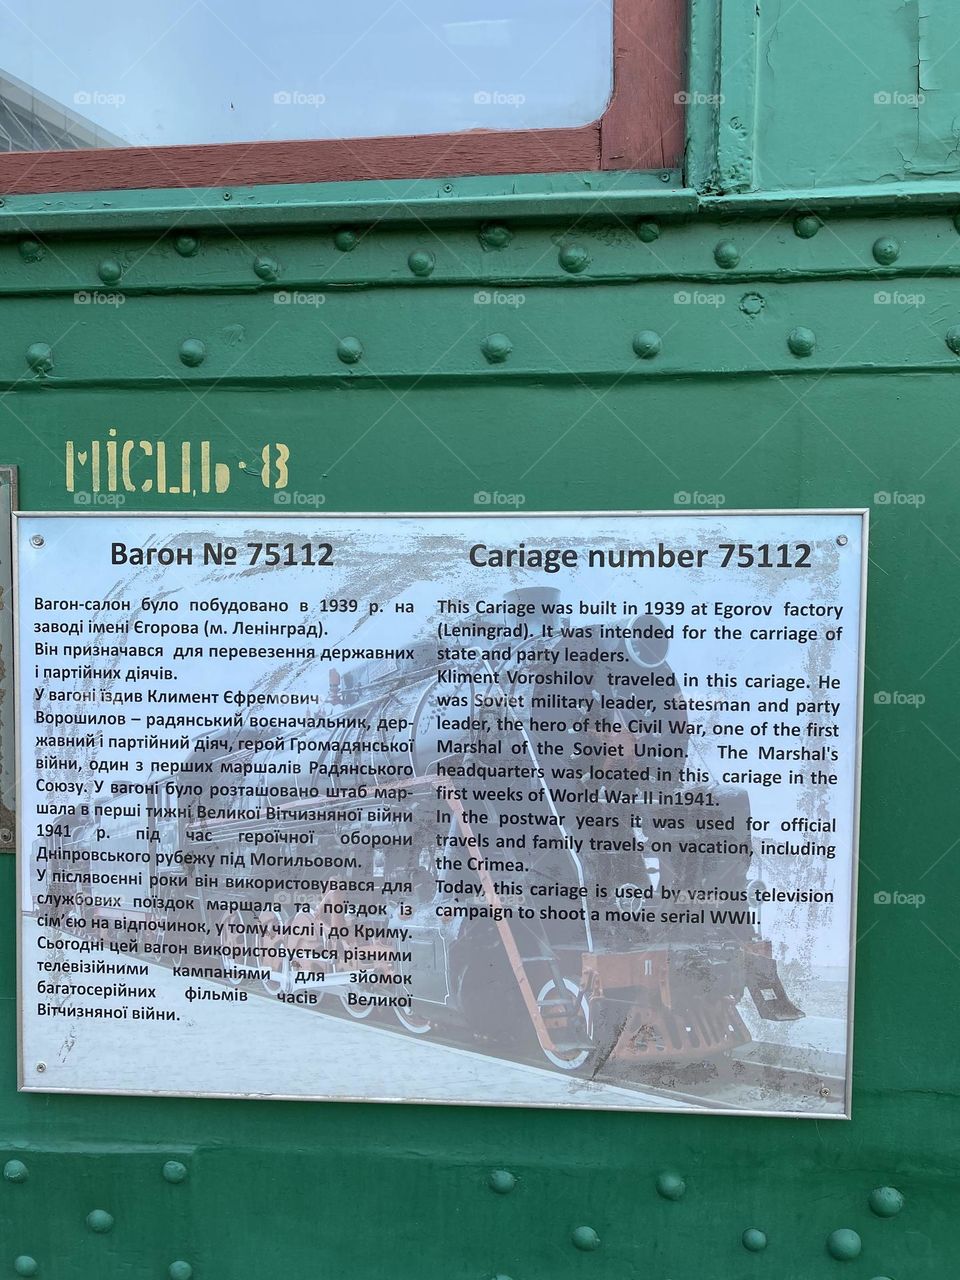 МІСЦЬ·8
Вагон № 75112
Вагон-салон було побудовано в 1939 р. на
заводі імені Єгорова (м. Ленінград).
Він призначався для перевезення державних
і партійних діячів.
У вагоні їздив Климент Єфремович
Ворошилов – радянський воєначальник, дер-
жавний і партійний діяч, герой Громадянської
війни, один з перших маршалів Радянського
Союзу. У вагоні було розташовано штаб мар-
шала в перші тижні Великої Вітчизняної війни
1941 р. під час героїчної оборони
Дніпровського рубежу під Могильовом.
У післявоєнні роки він використовувався для
службових поїздок маршала та поїздок із
сім’єю на відпочинок, у тому числі і до Криму.
Сьогодні цей вагон використовується різними
телевізійними кампаніями для зйомок
багатосерійних фільмів часів Великої
Вітчизняної війни.
Cariage number 75112
This Cariage was built in 1939 at Egorov factory
(Leningrad). It was intended for the carriage of
state and party leaders.
Kliment Voroshilov traveled in this cariage. He
was Soviet military leader, statesman and party
leader, the hero of the Civil War, one of the first
Marshal of the Soviet Union. The Marshal's
headquarters was located in this cariage in the
first weeks of World War II in1941.
In the postwar years it was used for official
travels and family travels on vacation, including
the Crimea.
Today, this cariage is used by various television
campaign to shoot a movie serial WWII.